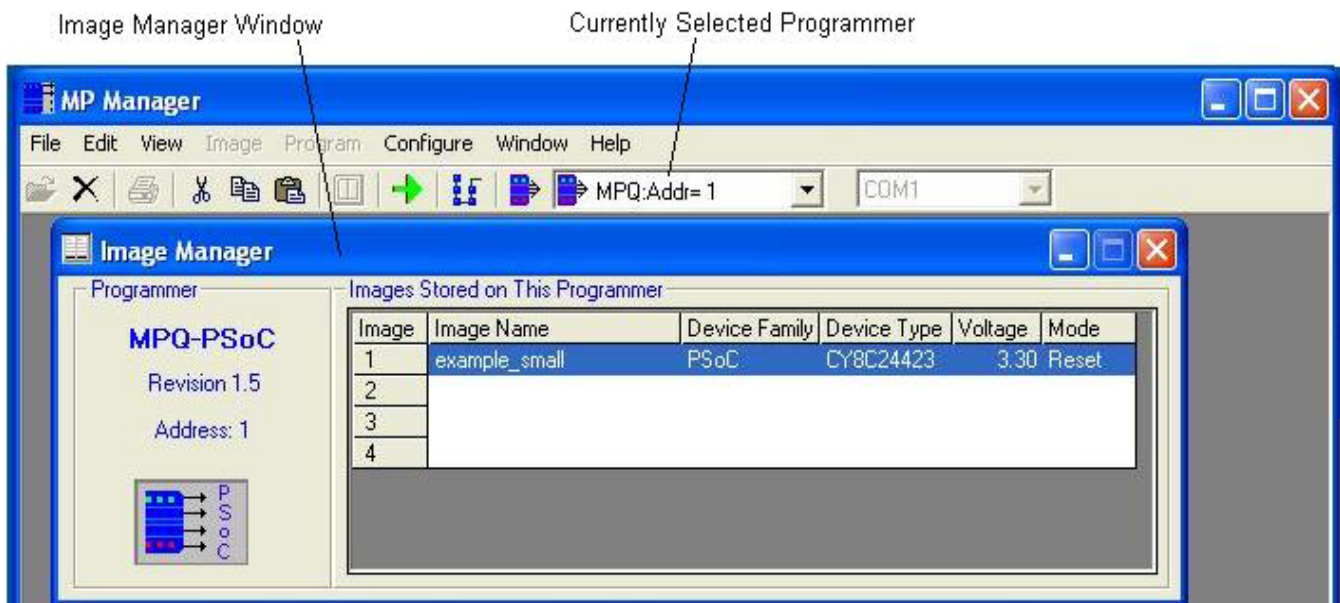 Image Manager Window
Currently Selected Programmer
MP Manager
File Edit View Image Program Configure Window Help
MPQ:Addr= 1
COM1
Image Manager
Programmer
Images Stored on This Programmer
MPQ-PSoC
Revision 1.5
Address: 1
PSoC
Image Image Name Device Family Device Type Voltage Mode
1 example_small PSoC CY8C24423 3.30 Reset
2
3
4